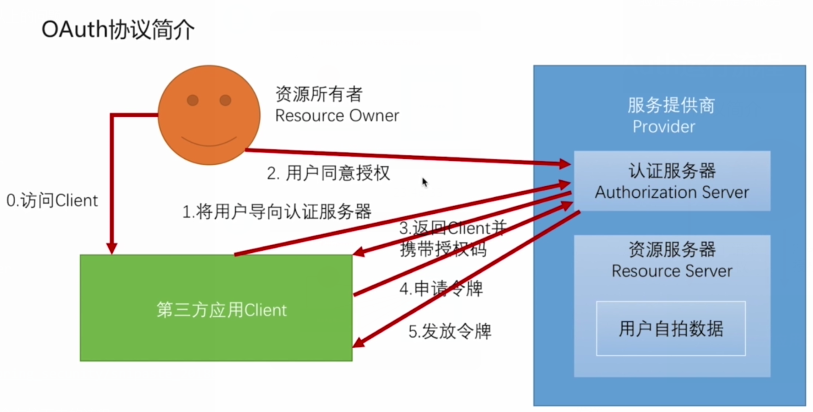 OAuth协议简介
资源所有者
Resource Owner
服务提供商
Provider
认证服务器
Authorization Server
2. 用户同意授权
0.访问Client
1.将用户导向认证服务器
3.返回Client并
携带授权码
资源服务器
Resource Server
4.申请令牌
第三方应用Client
5.发放令牌
用户自拍数据